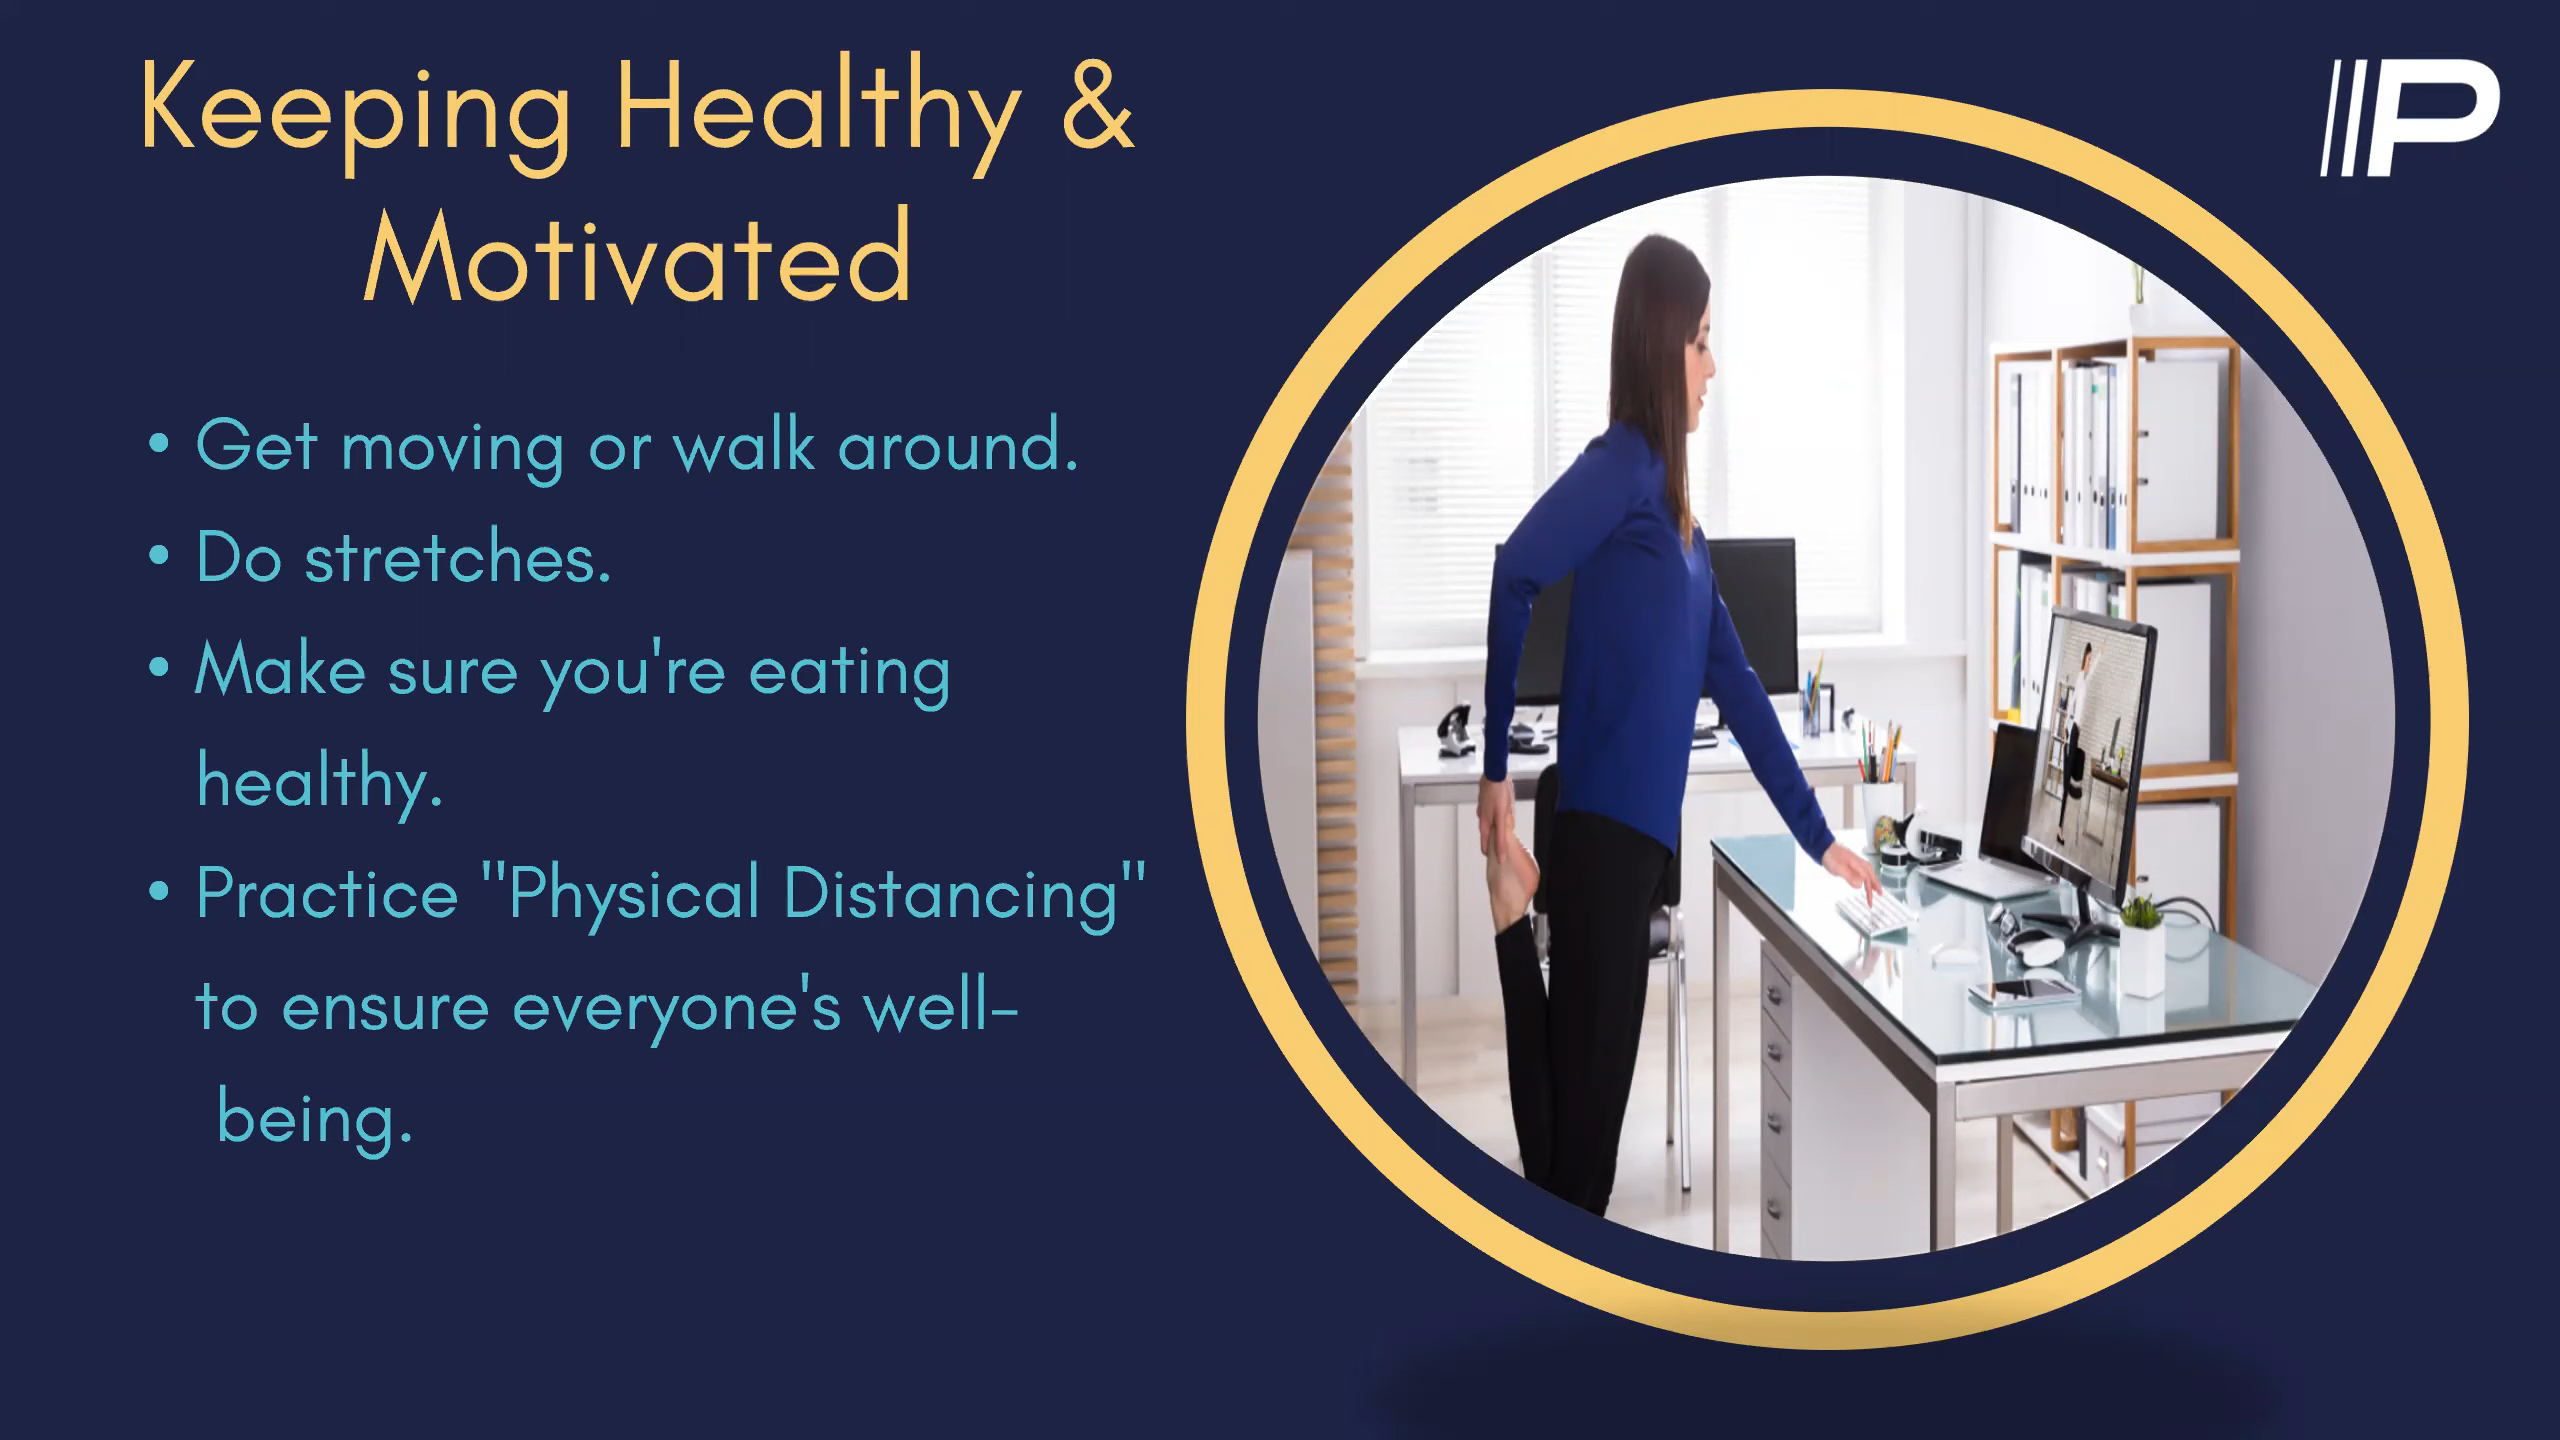 Keeping Healthy &
Motivated
• Get moving or walk around.
• Do stretches.
• Make sure you're eating
healthy.
• Practice "Physical Distancing"
to ensure everyone's well-
being.
P